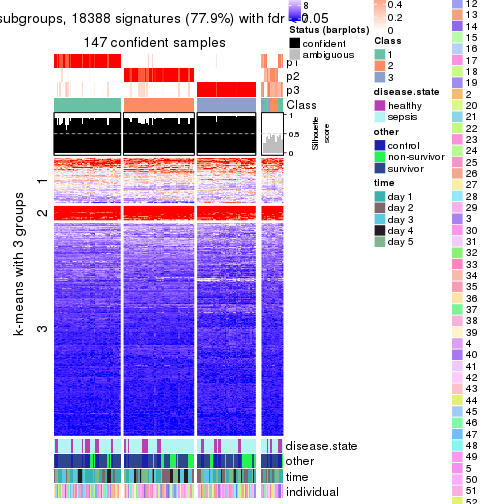 subgroups, 18388 signatures (77.9%) with fdr < 0.05
147 confident samples
p1
p2
p3
Class
1
0.5
0
Silhouette
score
k-means with 3 groups
1
2
3
disease.state
other
time
individual
8
0
Status (barplots)
confident
ambiguous
0.4
0.2
0
Class
1
2
3
disease.state
healthy
sepsis
other
control
non-survivor
survivor
time
day 1
day 2
day 3
day 4
day 5
12
13
14
15
16
17
18
19
2
20
21
22
23
24
25
26
27
28
29
3
30
31
32
33
34
35
36
37
38
39
4
40
41
42
43
44
45
46
47
48
49
5
50
51
52